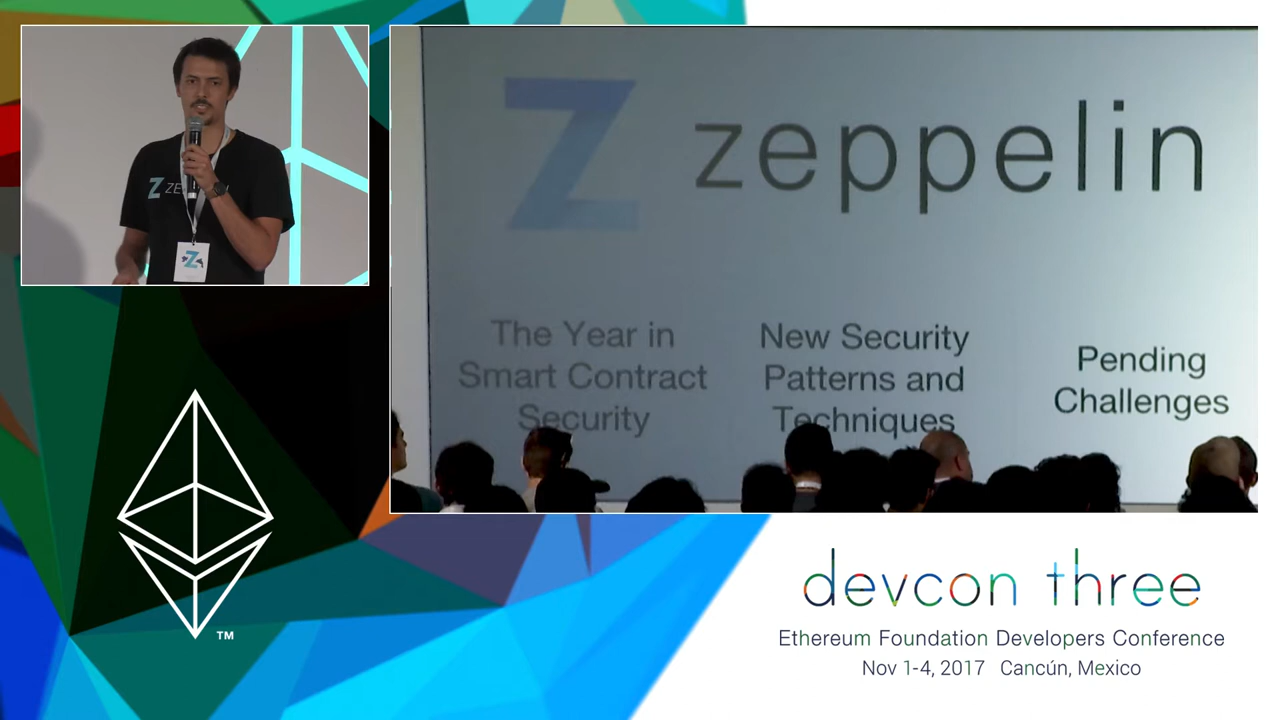 Z zeppelin
The Year in
Smart Contract
Security
New Security
Patterns and
Techniques
Pending
Challenges
TM
devcon three
Ethereum Foundation Developers Conference
Nov 1-4, 2017 Cancún, Mexico